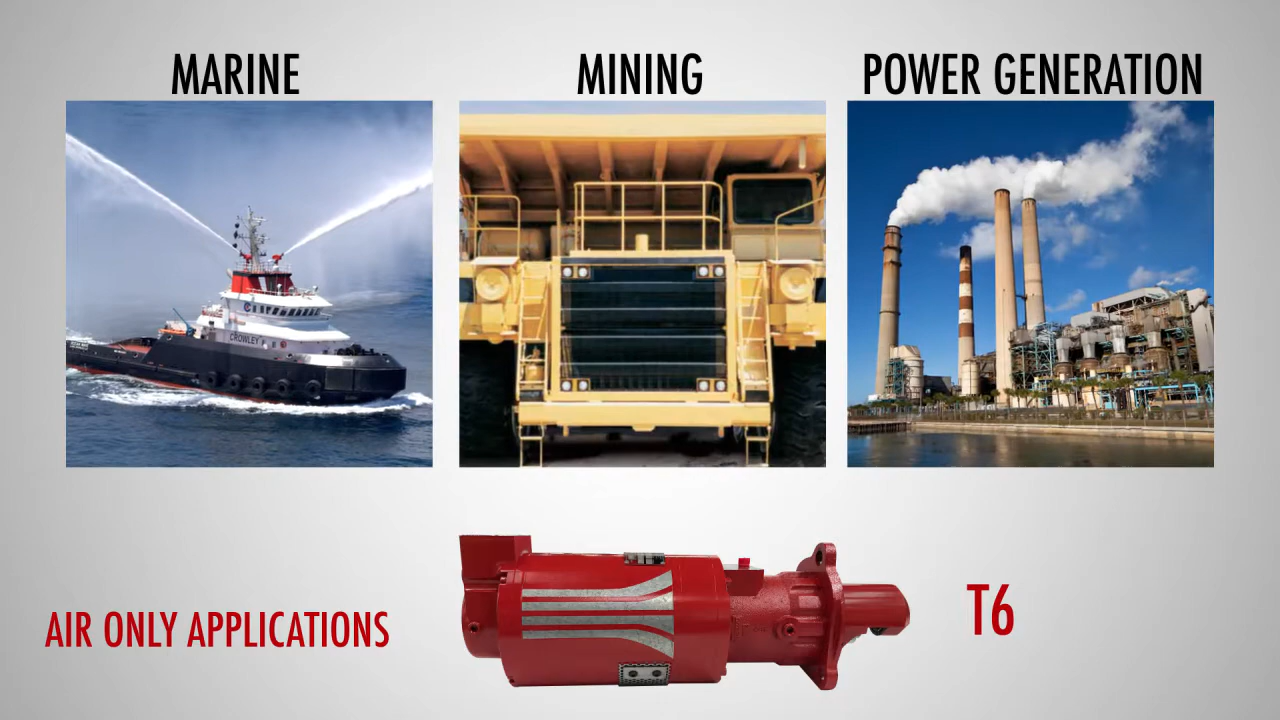 MARINE
MINING
POWER GENERATION
CROWLEY
AIR ONLY APPLICATIONS
T6